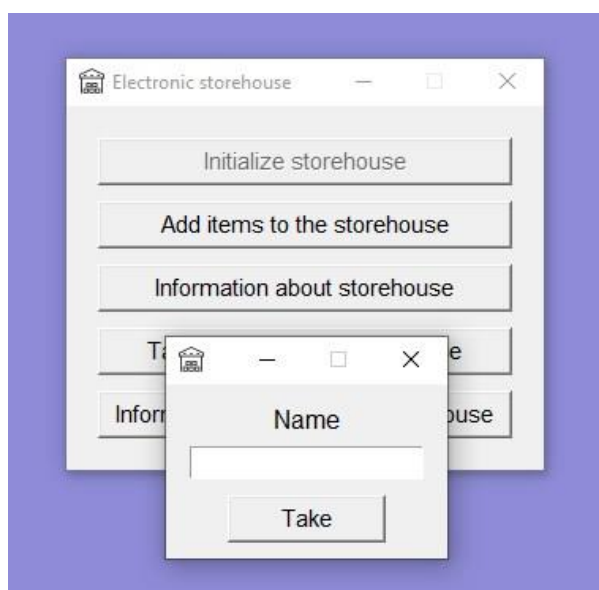 Electronic storehouse
Initialize storehouse
Add items to the storehouse
Information about storehouse
Name
Take